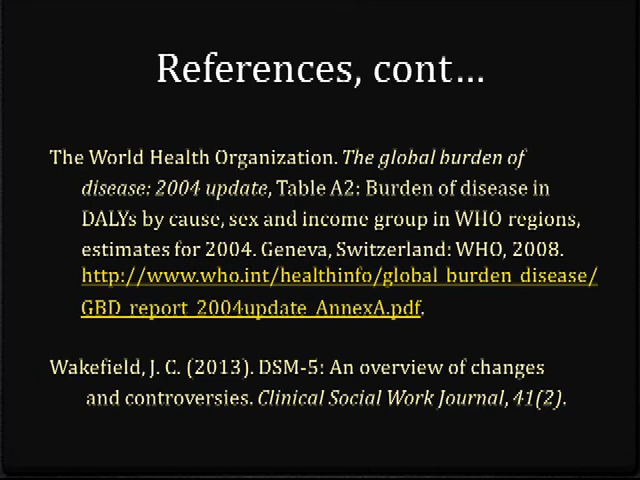 References, cont…
The World Health Organization. The global burden of
disease: 2004 update, Table A2: Burden of disease in
DALYs by cause, sex and income group in WHO regions,
estimates for 2004. Geneva, Switzerland: WHO, 2008.
http://www.who.int/healthinfo/global_burden_disease/
GBD_report_2004update_AnnexA.pdf.
Wakefield, J. C. (2013). DSM-5: An overview of changes
and controversies. Clinical Social Work Journal, 41(2).